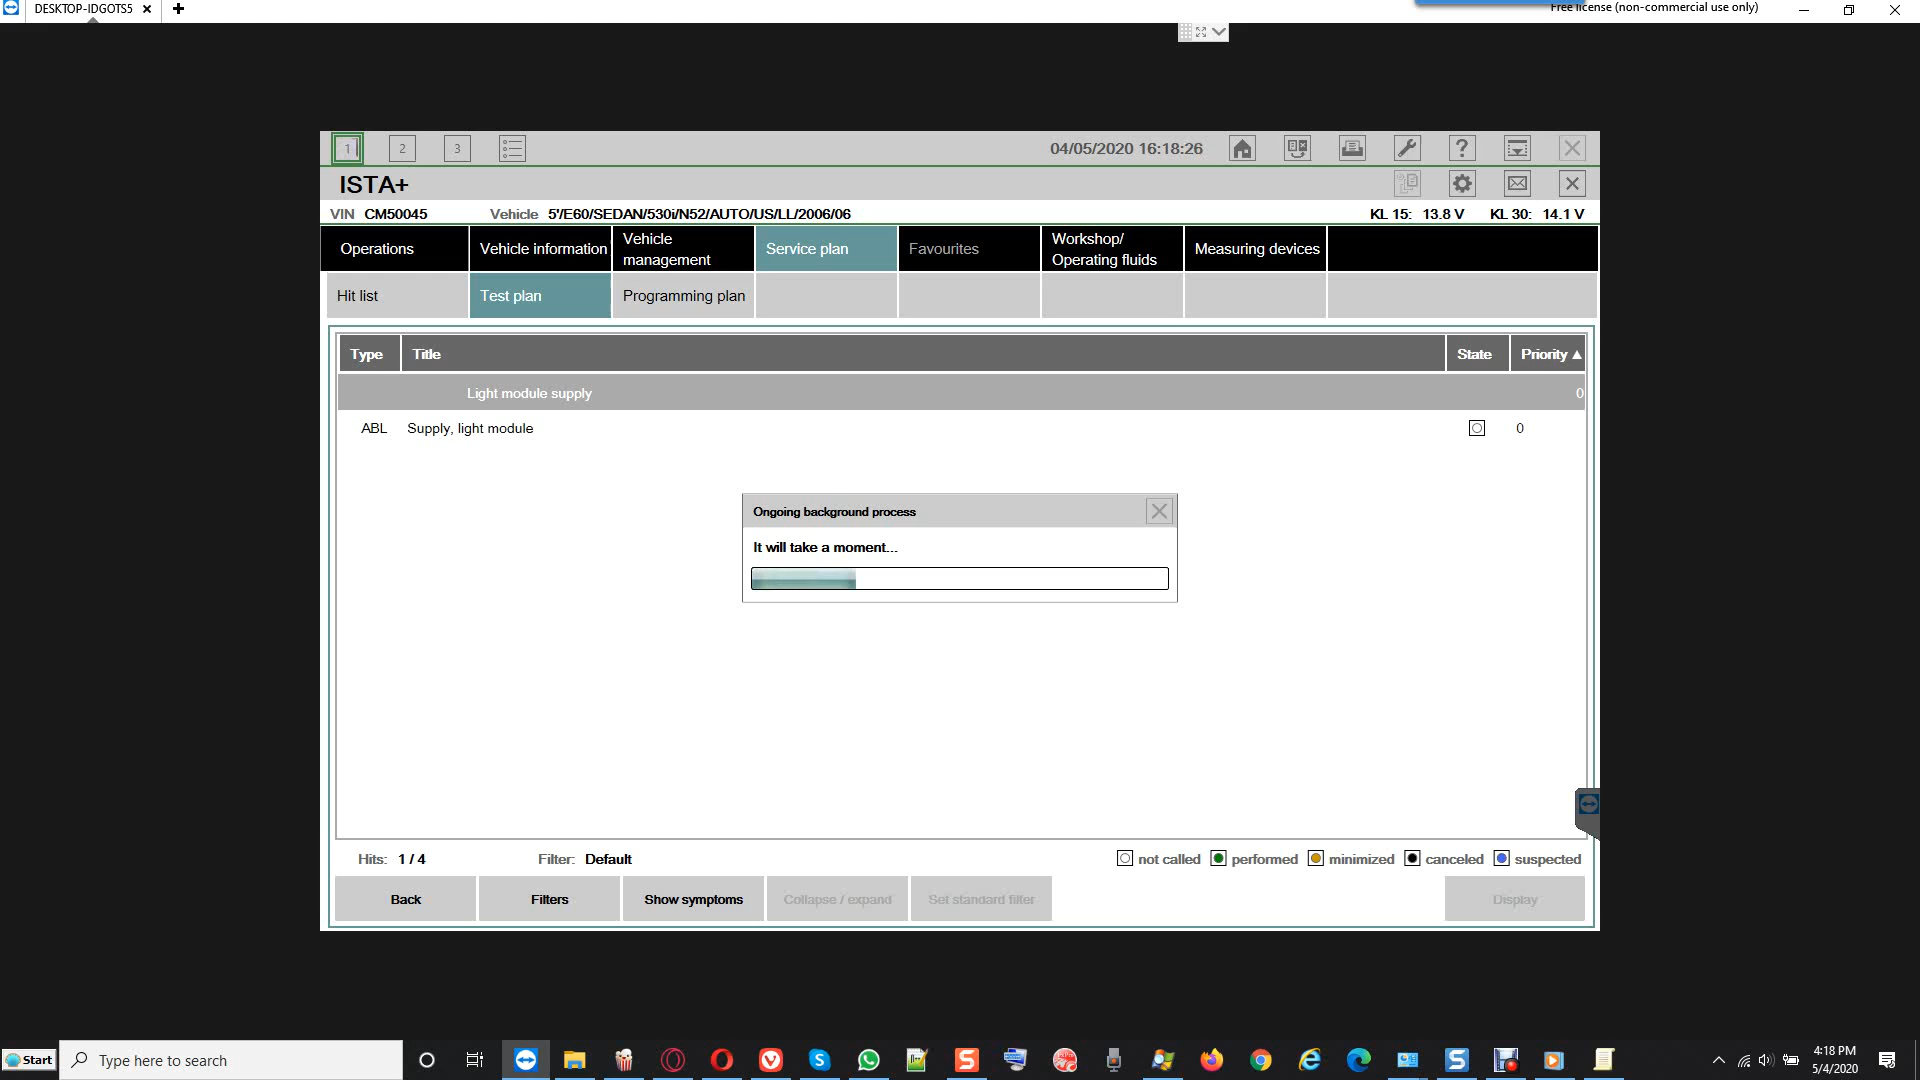 DESKTOP-IDGOTS5
Free license (non-commercial use only)
1
2
3
04/05/2020 16:18:26
ISTA+
VIN CM50045 Vehicle 5'/E60/SEDAN/530i/N52/AUTO/US/LL/2006/06 KL 15: 13.8 V KL 30: 14.1 V
Operations
Vehicle information
Vehicle
management
Service plan
Favourites
Workshop/
Operating fluids
Measuring devices
Hit list
Test plan
Programming plan
Type Title State Priority ▲
Light module supply 0
ABL Supply, light module 0
Ongoing background process
It will take a moment...
Hits: 1 / 4 Filter: Default not called performed minimized canceled suspected
Back
Filters
Show symptoms
Collapse / expand
Set standard filter
Display
Start
Type here to search
4:18 PM
5/4/2020